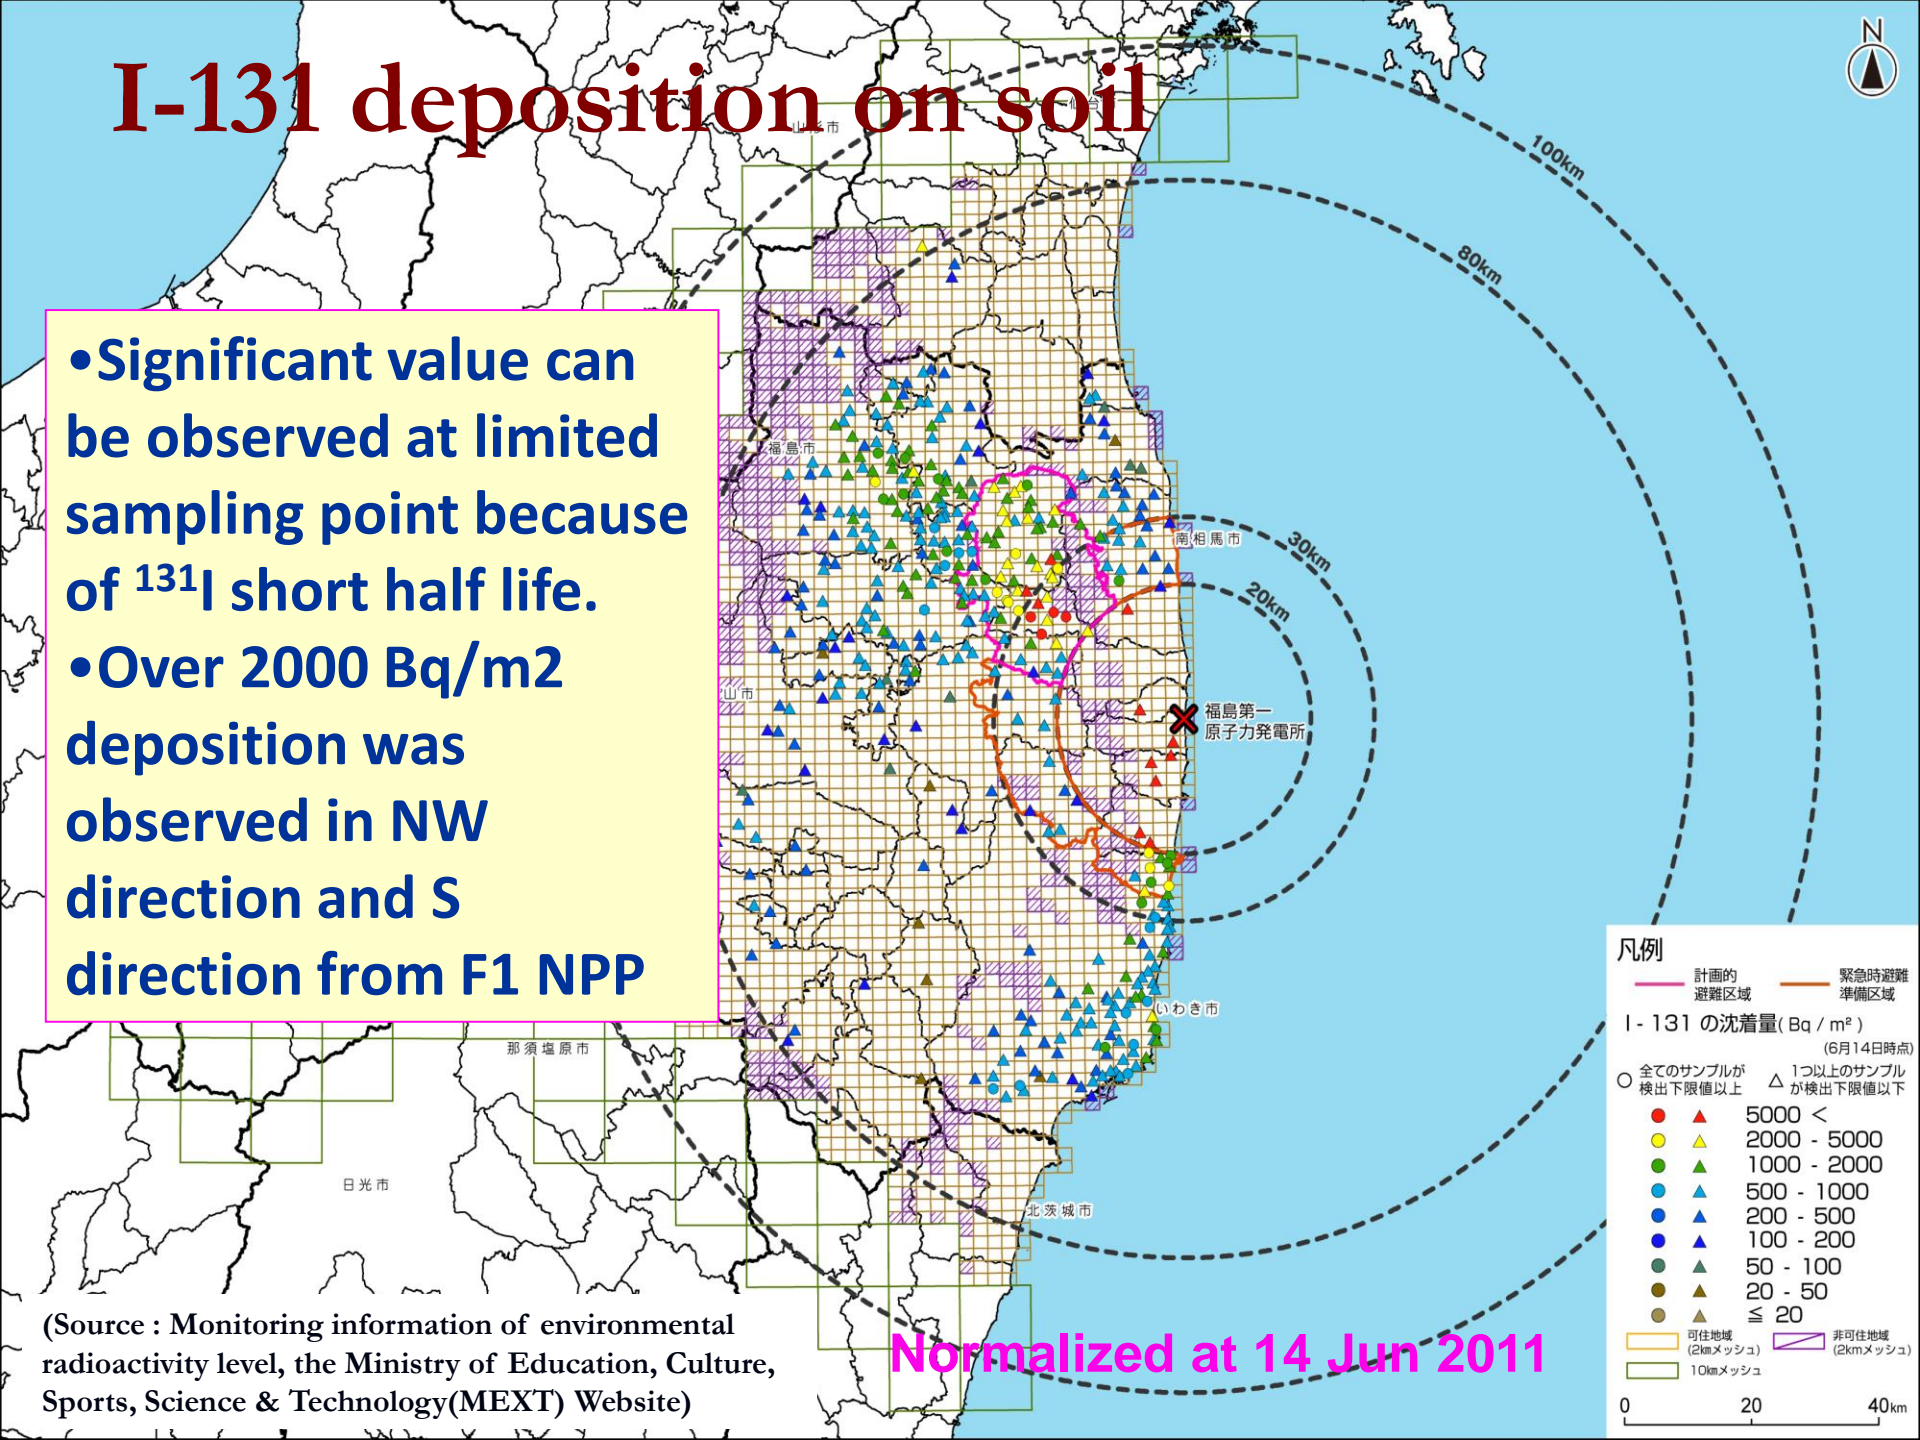 I-131 deposition on soil
N
仙台市
山形市
100km
80km
•Significant value can
be observed at limited
sampling point because
of ¹³¹I short half life.
•Over 2000 Bq/m2
deposition was
observed in NW
direction and S
direction from F1 NPP
福島市
南相馬市
30km
20km
山市
福島第一
原子力発電所
いわき市
那須塩原市
日光市
北茨城市
凡例
計画的
避難区域
緊急時避難
準備区域
I - 131 の沈着量( Bq / m² )
(6月14日時点)
全てのサンプルが
検出下限値以上
1つ以上のサンプル
が検出下限値以下
5000 <
2000 - 5000
1000 - 2000
500 - 1000
200 - 500
100 - 200
50 - 100
20 - 50
≦ 20
可住地域
(2kmメッシュ)
非可住地域
(2kmメッシュ)
10kmメッシュ
0 20 40km
(Source : Monitoring information of environmental
radioactivity level, the Ministry of Education, Culture,
Sports, Science & Technology(MEXT) Website)
Normalized at 14 Jun 2011